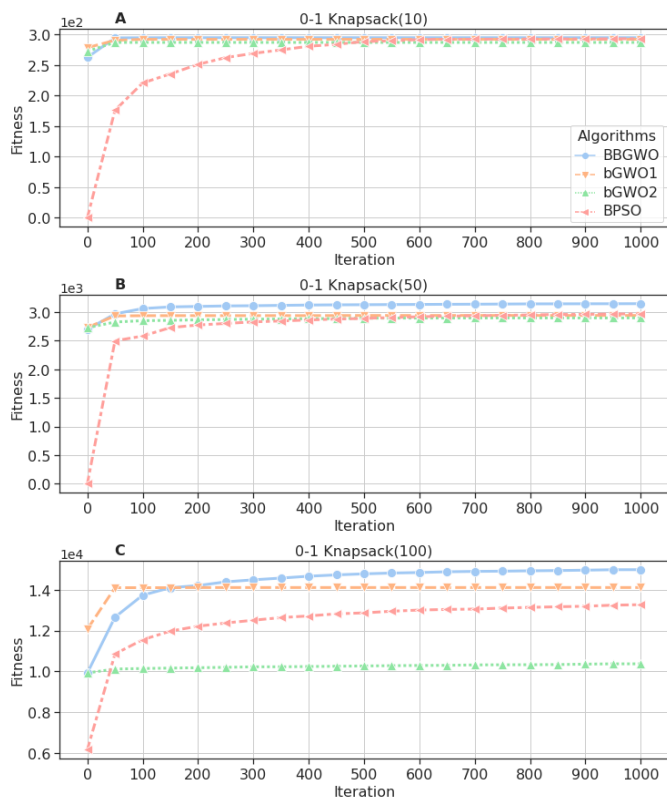 A 0-1 Knapsack(10)
1e2
3.0
2.5
2.0
1.5
1.0
0.5
0.0
Fitness
Algorithms
BBGWO
bGWO1
bGWO2
BPSO
0 100 200 300 400 500 600 700 800 900 1000
Iteration
B 0-1 Knapsack(50)
1e3
3.0
2.5
2.0
1.5
1.0
0.5
0.0
Fitness
0 100 200 300 400 500 600 700 800 900 1000
Iteration
C 0-1 Knapsack(100)
1e4
1.4
1.2
1.0
0.8
0.6
Fitness
0 100 200 300 400 500 600 700 800 900 1000
Iteration